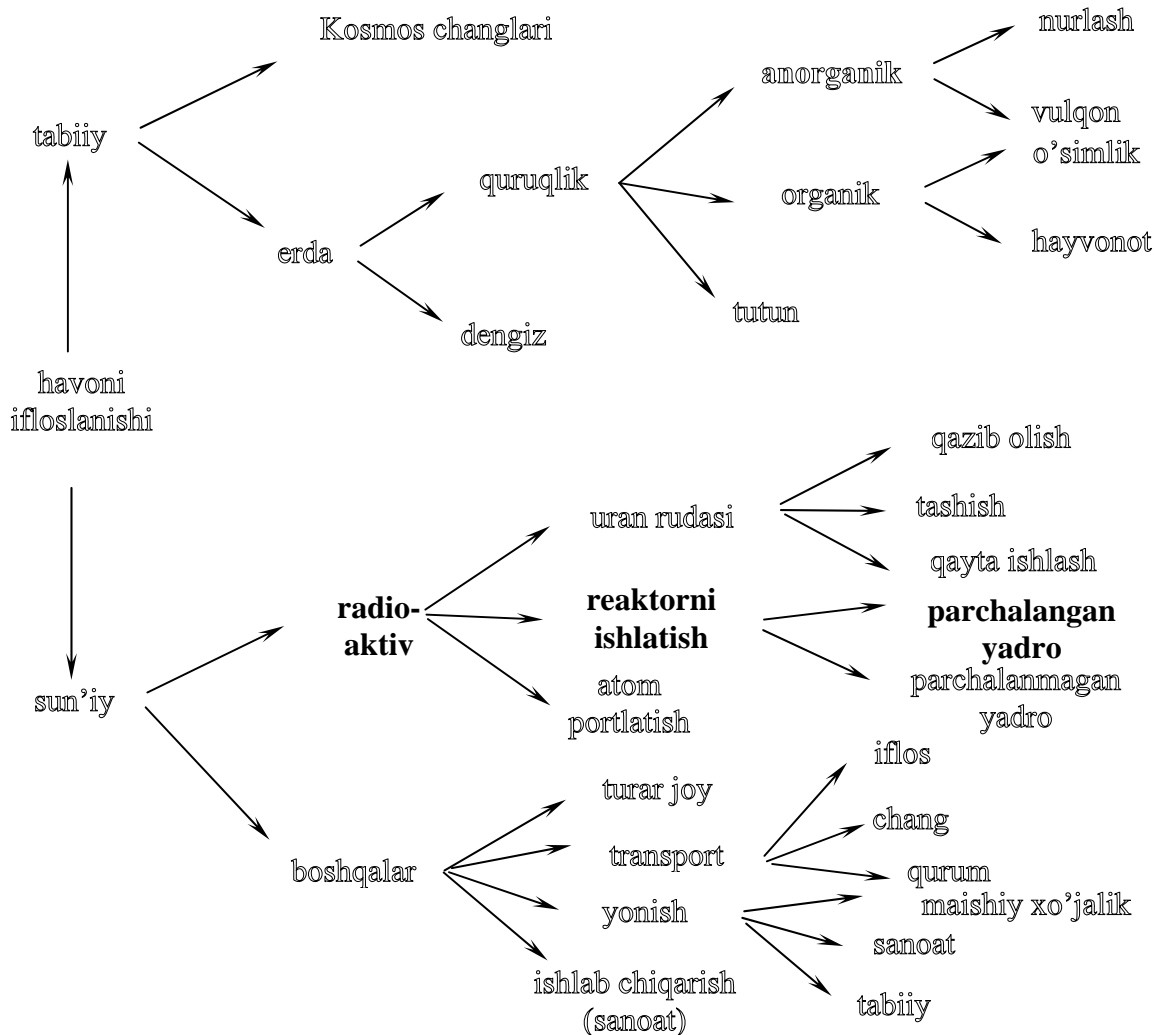 Kosmos changlari
nurlash
anorganik
vulqon
tabiiy
o’simlik
quruqlik
organik
hayvonot
erda
tutun
dengiz
havoni
ifloslanishi
qazib olish
uran rudasi
tashish
qayta ishlash
radio-
aktiv
reaktorni
ishlatish
parchalangan
yadro
sun’iy
atom
portlatish
parchalanmagan
yadro
iflos
turar joy
chang
boshqalar
transport
qurum
maishiy xo’jalik
yonish
sanoat
ishlab chiqarish
(sanoat)
tabiiy